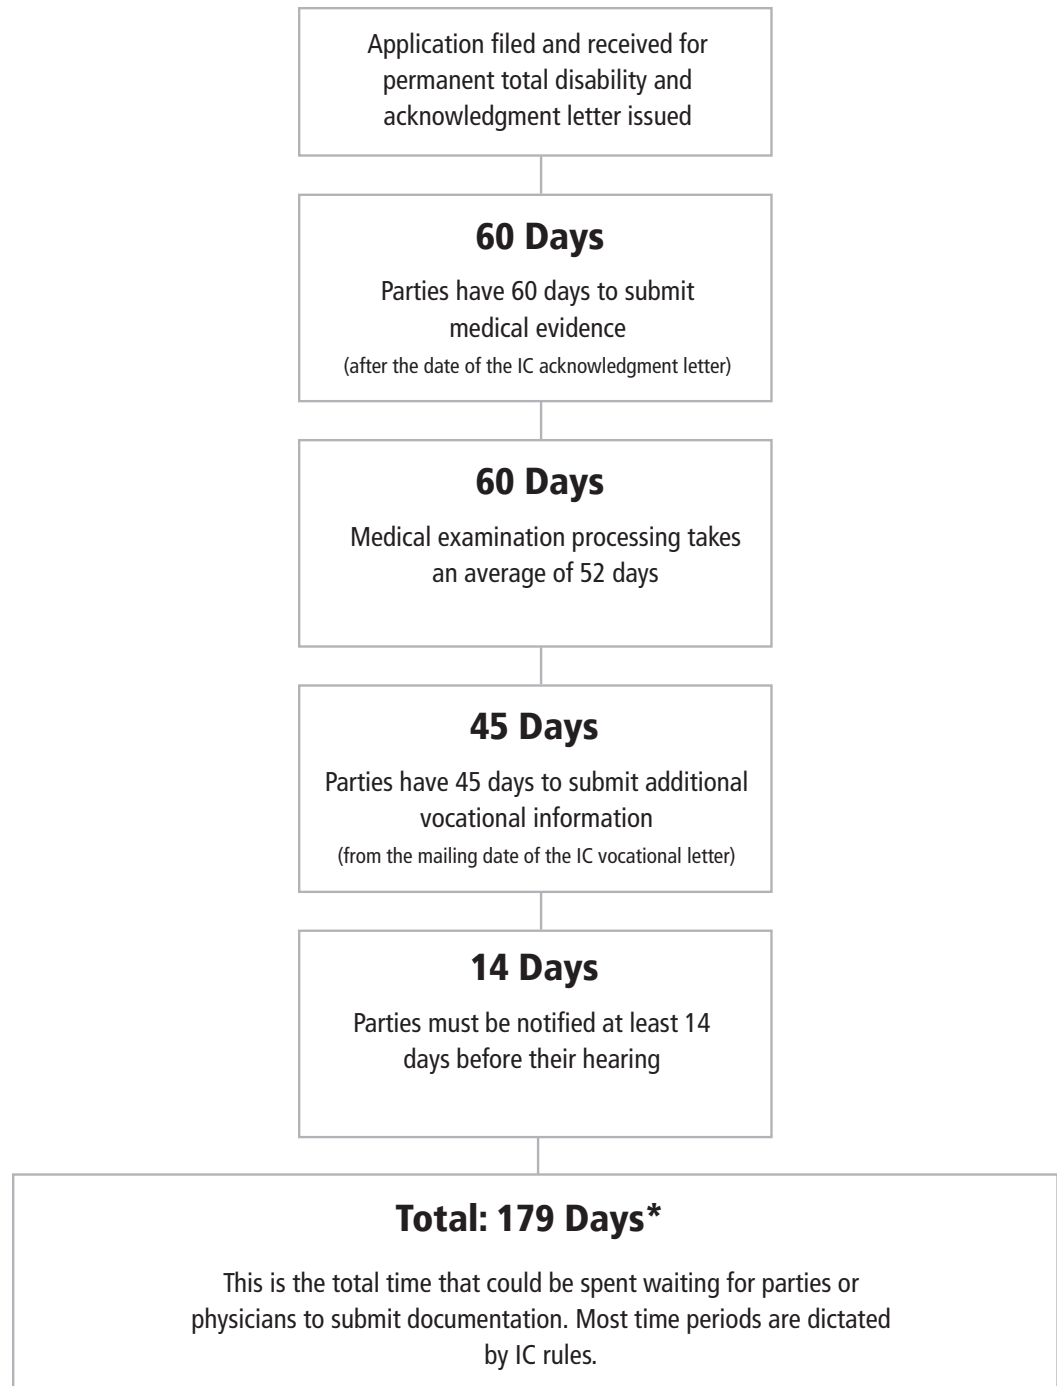 Application filed and received for
permanent total disability and
acknowledgment letter issued
60 Days
Parties have 60 days to submit
medical evidence
(after the date of the IC acknowledgment letter)
60 Days
Medical examination processing takes
an average of 52 days
45 Days
Parties have 45 days to submit additional
vocational information
(from the mailing date of the IC vocational letter)
14 Days
Parties must be notified at least 14
days before their hearing
Total: 179 Days*
This is the total time that could be spent waiting for parties or
physicians to submit documentation. Most time periods are dictated
by IC rules.